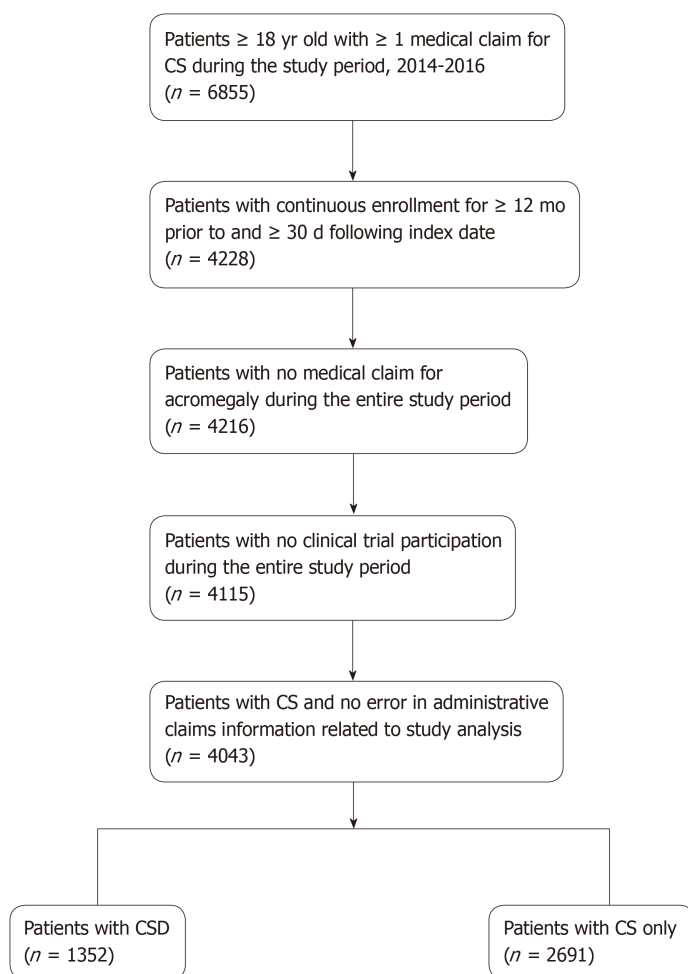 Patients ≥ 18 yr old with ≥ 1 medical claim for
CS during the study period, 2014-2016
(n = 6855)
Patients with continuous enrollment for ≥ 12 mo
prior to and ≥ 30 d following index date
(n = 4228)
Patients with no medical claim for
acromegaly during the entire study period
(n = 4216)
Patients with no clinical trial participation
during the entire study period
(n = 4115)
Patients with CS and no error in administrative
claims information related to study analysis
(n = 4043)
Patients with CSD
(n = 1352)
Patients with CS only
(n = 2691)